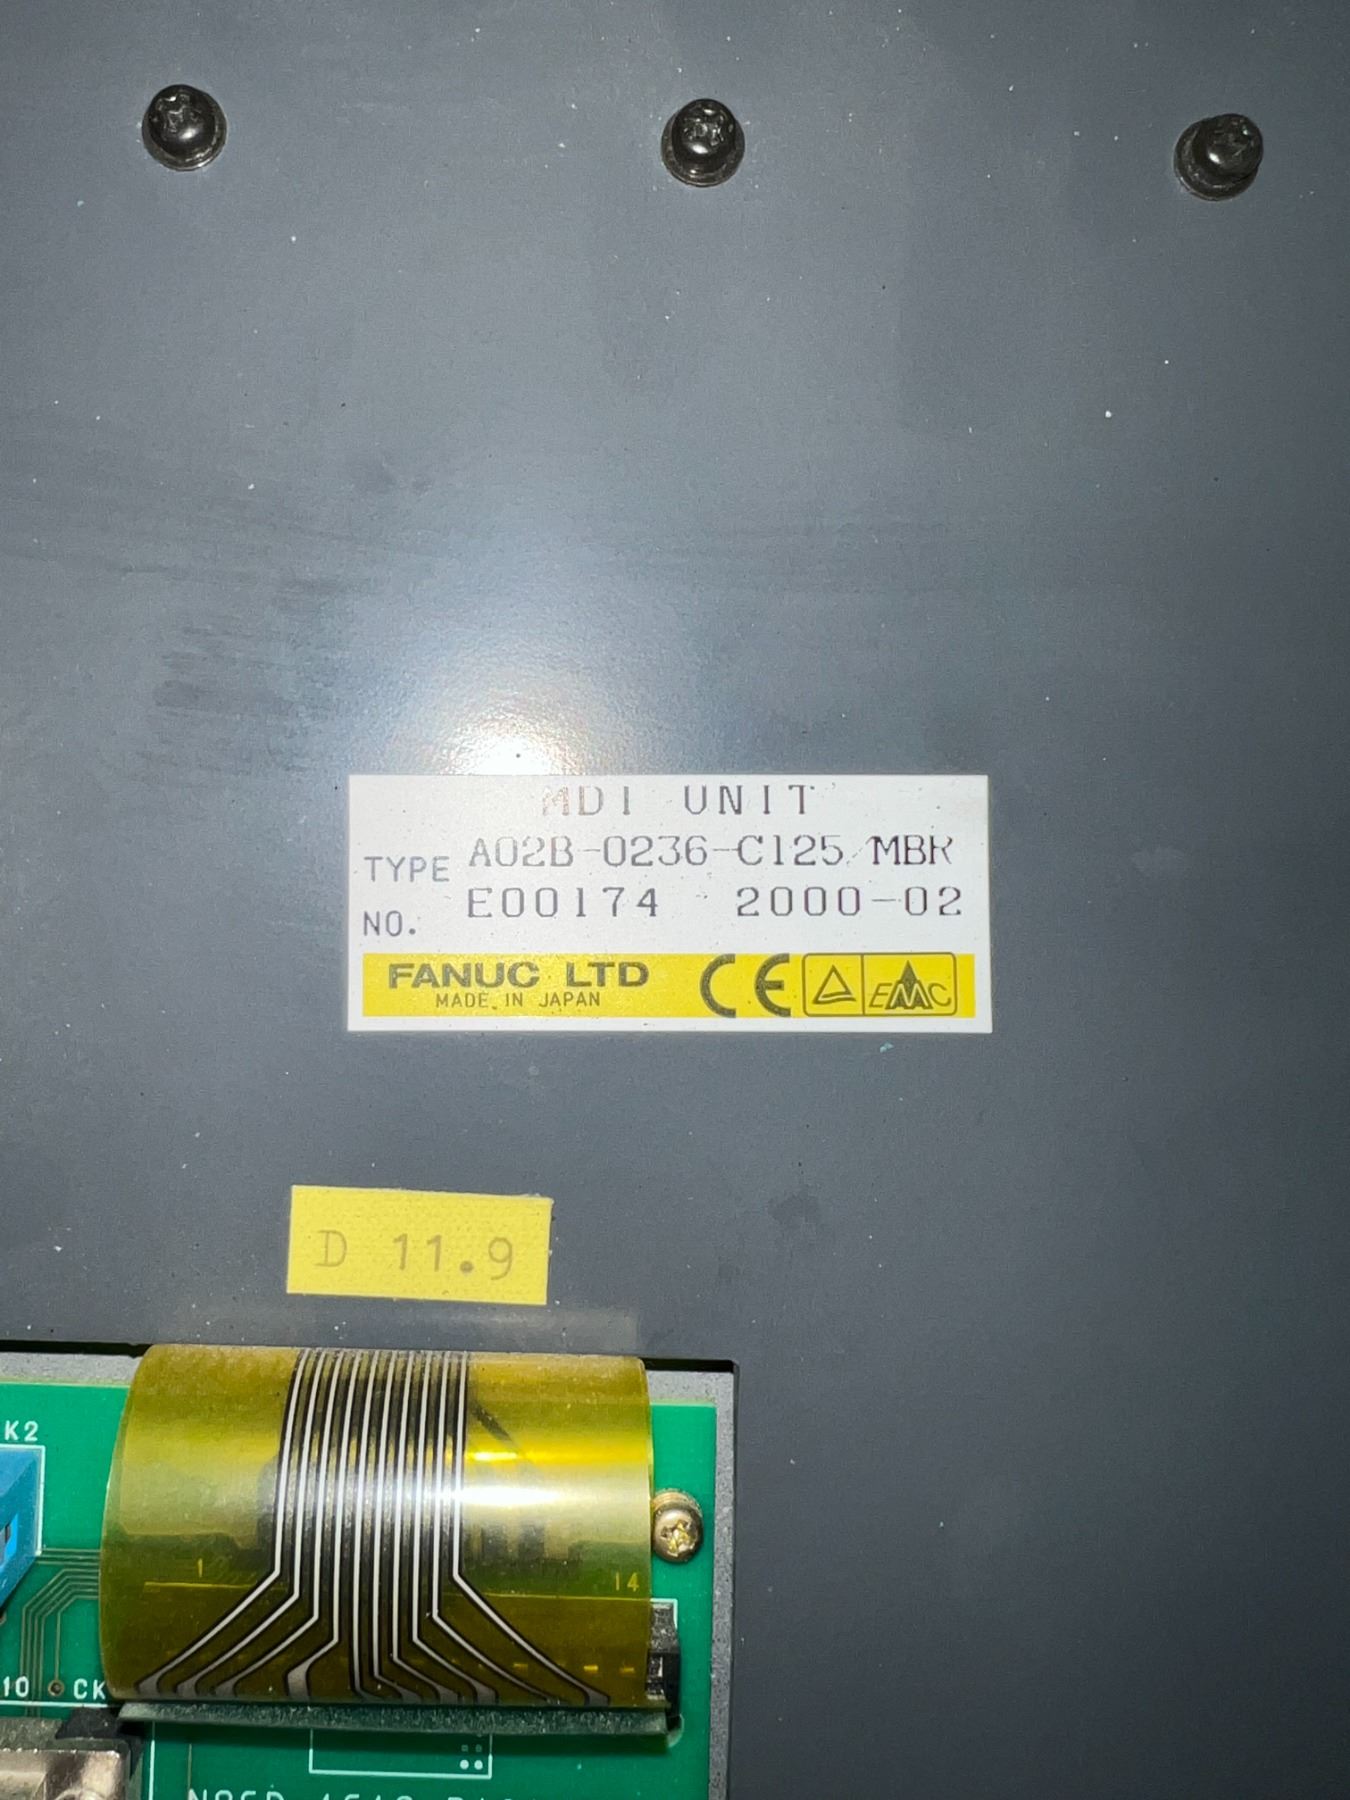 MDI UNIT
TYPE A02B-0236-C125/MBR
NO. E00174 2000-02
FANUC LTD CE EMC
MADE IN JAPAN
D 11.9
K2
1 14
10 CK